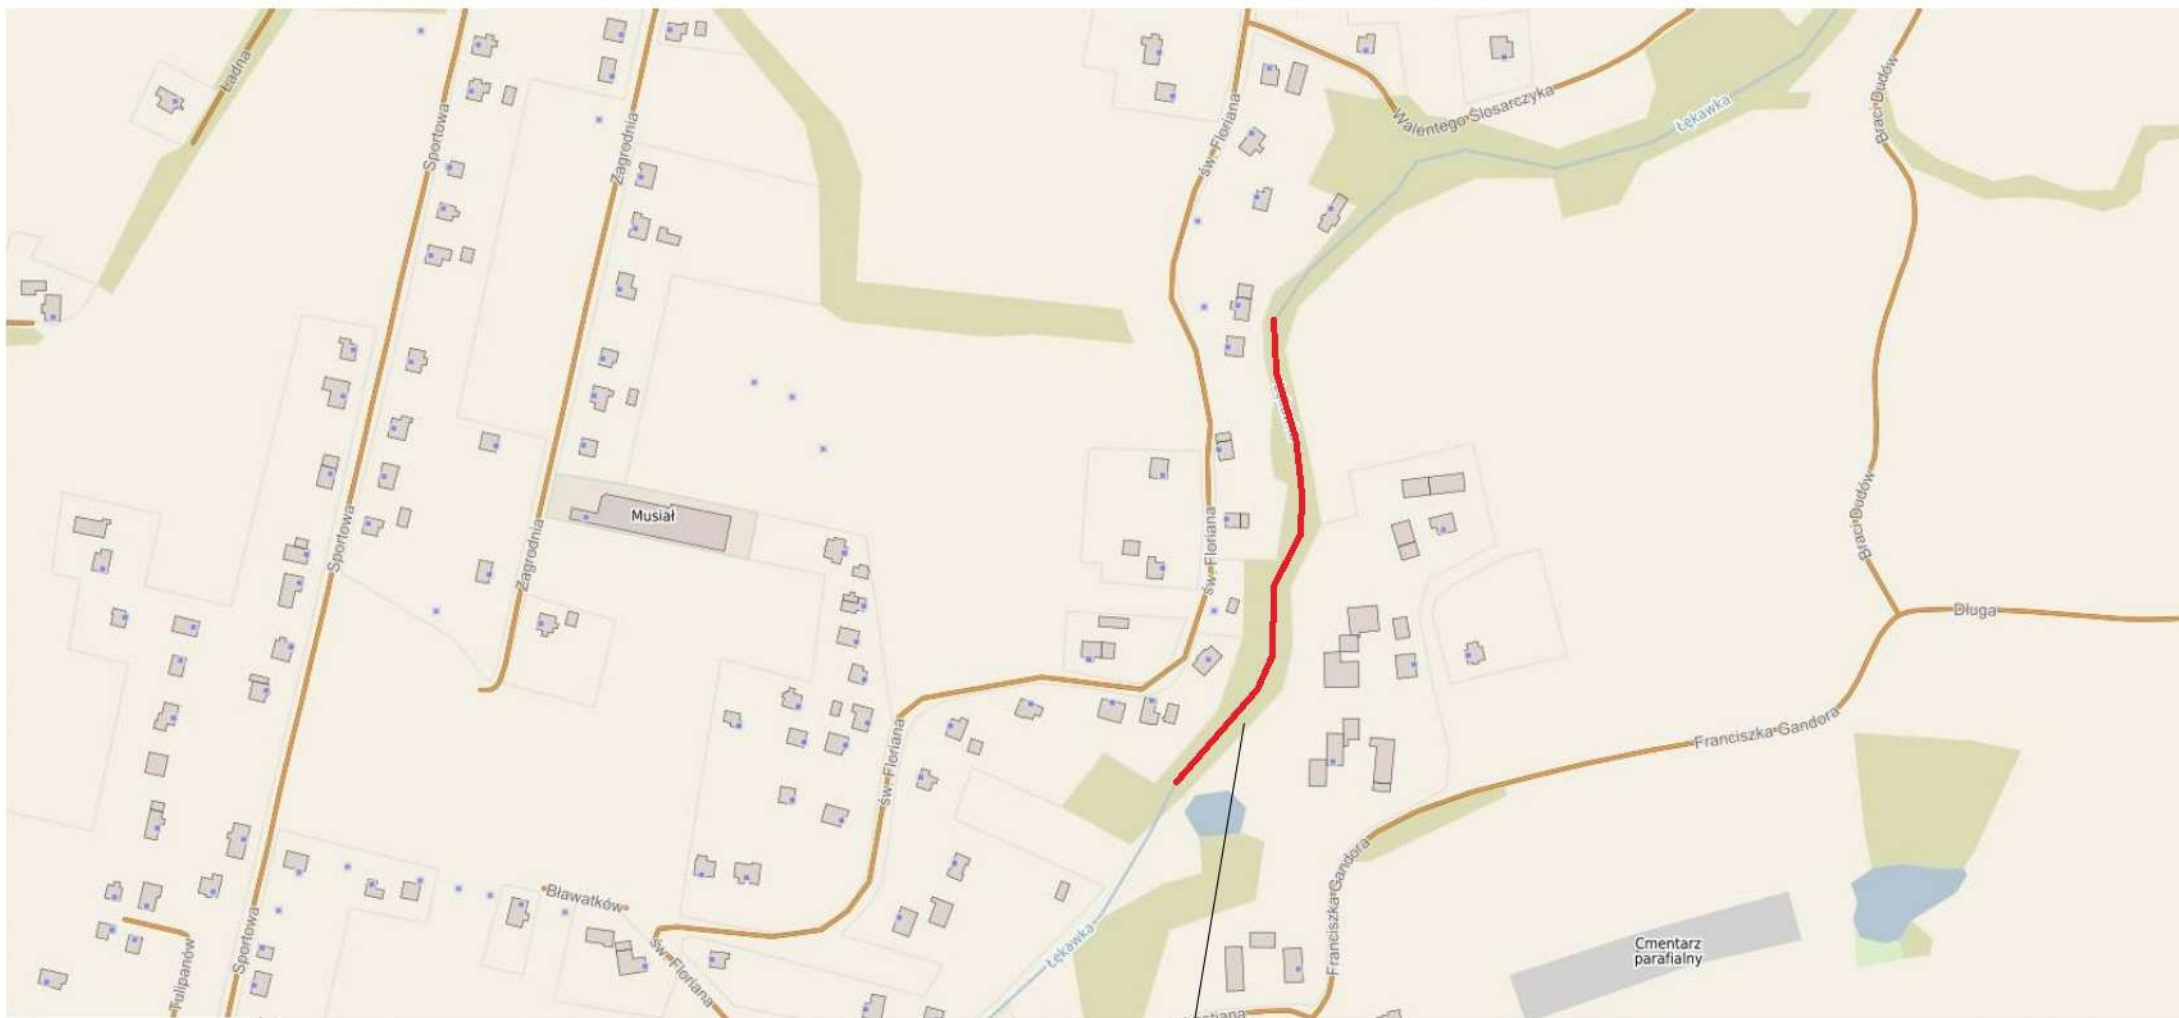 Ładna
Sportowa
Zagrodnia
św. Floriana
Walentego Ślosarczyka
Łękawka
Braci Dudów
Sportowa
Zagrodnia
Musiał
św. Floriana
Braci Dudów
Długa
św. Floriana
Franciszka Gandora
Franciszka Gandora
Bławatków
św. Floriana
Łękawka
Sportowa
Tulipanów
Cmentarz
parafialny